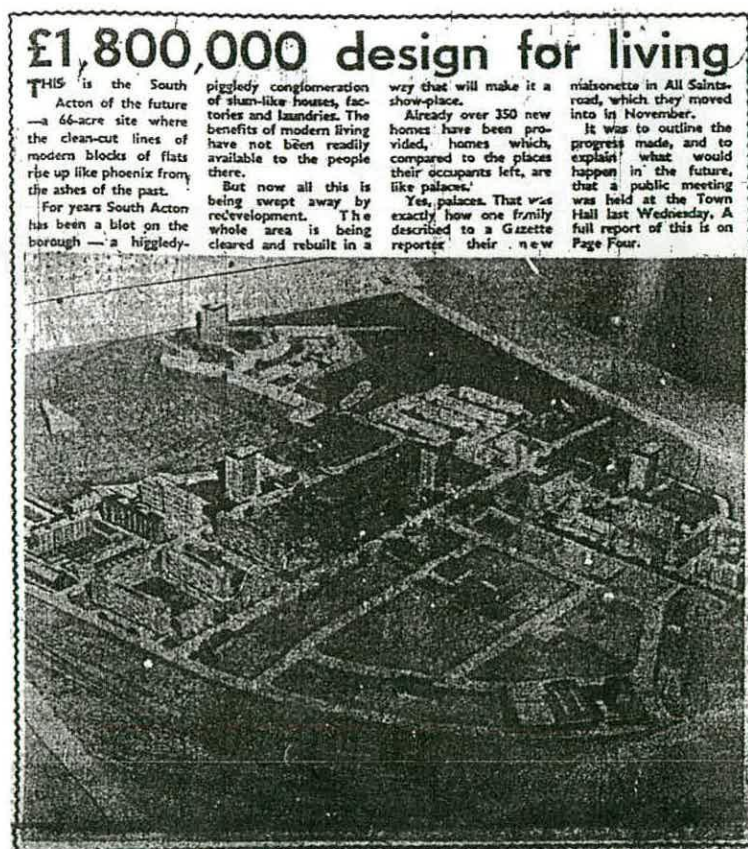 £1,800,000 design for living
THIS is the South
Acton of the future
—a 66-acre site where
the clean-cut lines of
modern blocks of flats
rise up like phoenix from
the ashes of the past.
For years South Acton
has been a blot on the
borough — a higgledy-
piggledy conglomeration
of slum-like houses, fac-
tories and laundries. The
benefits of modern living
have not been readily
available to the people
there.
But now all this is
being swept away by
redevelopment. The
whole area is being
cleared and rebuilt in a
way that will make it a
show-place.
Already over 350 new
homes have been pro-
vided, homes which,
compared to the places
their occupants left, are
like palaces.
Yes, palaces. That was
exactly how one family
described to a Gazette
reporter their new
maisonette in All Saints-
road, which they moved
into in November.
It was to outline the
progress made, and to
explain what would
happen in the future,
that a public meeting
was held at the Town
Hall last Wednesday. A
full report of this is on
Page Four.